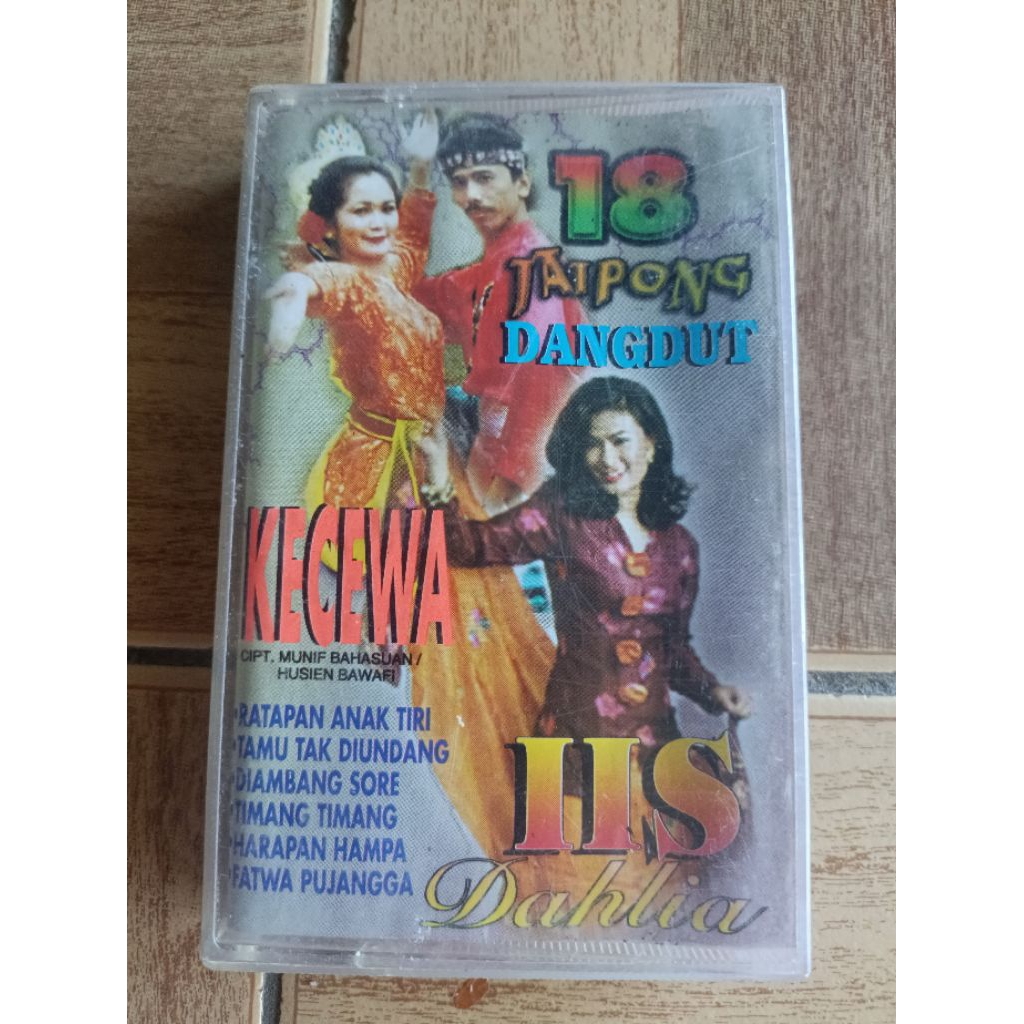 18
JAIPONG
DANGDUT
KECEWA
CIPT. MUNIF BAHASUAN /
HUSIEN BAWAFI
• RATAPAN ANAK TIRI
• TAMU TAK DIUNDANG
• DIAMBANG SORE
• TIMANG TIMANG
• HARAPAN HAMPA
• FATWA PUJANGGA
IIS
Dahlia